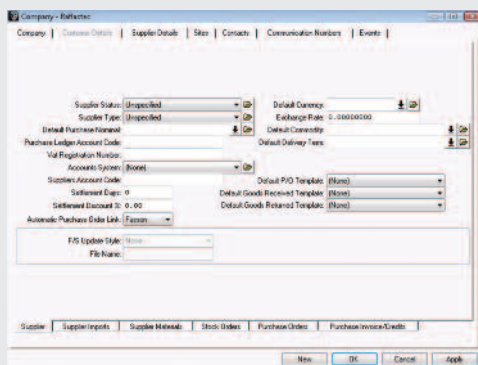 Company - Raflactec
Company | Customer Details | Supplier Details | Sites | Contacts | Communication Numbers | Events |
Supplier Status: Unspecified Default Currency:
Supplier Type: Unspecified Exchange Rate: 0.00000000
Default Purchase Nominal: Default Commodity:
Purchase Ledger Account Code: Default Delivery Term:
Vat Registration Number:
Accounts System: (None)
Suppliers Account Code: Default P/O Template: (None)
Settlement Days: 0 Default Goods Received Template: (None)
Settlement Discount %: 0.00 Default Goods Returned Template: (None)
Automatic Purchase Order Link: Fasson
F/S Update Style: None
File Name:
Supplier | Supplier Imports | Supplier Materials | Stock Orders | Purchase Orders | Purchase Invoice/Credits
New OK Cancel Apply